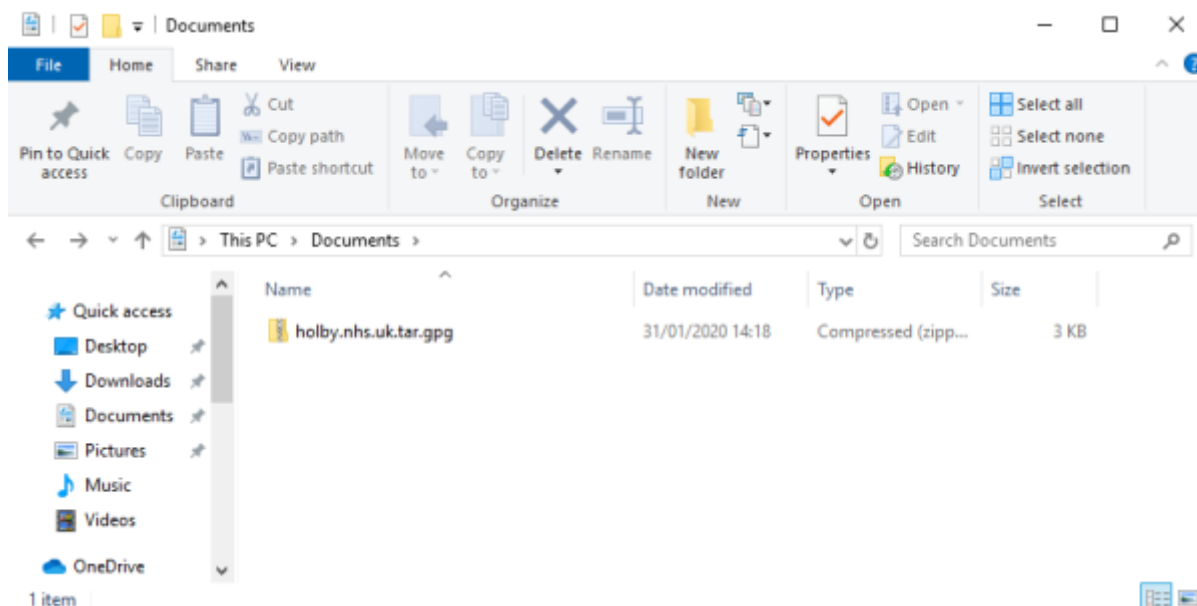 Documents
File Home Share View
Pin to Quick access
Copy
Paste
Cut
Copy path
Paste shortcut
Move to
Copy to
Delete
Rename
New folder
Properties
Open
Edit
History
Select all
Select none
Invert selection
Clipboard Organize New Open Select
This PC > Documents >
Search Documents
Name Date modified Type Size
holby.nhs.uk.tar.gpg 31/01/2020 14:18 Compressed (zipp... 3 KB
Quick access
Desktop
Downloads
Documents
Pictures
Music
Videos
OneDrive
1 item